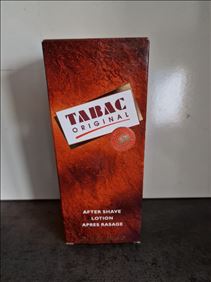 TABAC
ORIGINAL
AFTER SHAVE
LOTION
APRES RASAGE